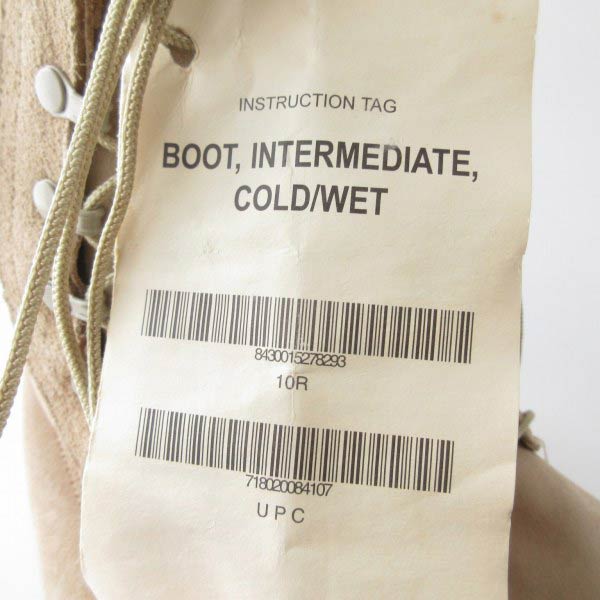 INSTRUCTION TAG
BOOT, INTERMEDIATE,
COLD/WET
8430015278293
10R
718020084107
UPC